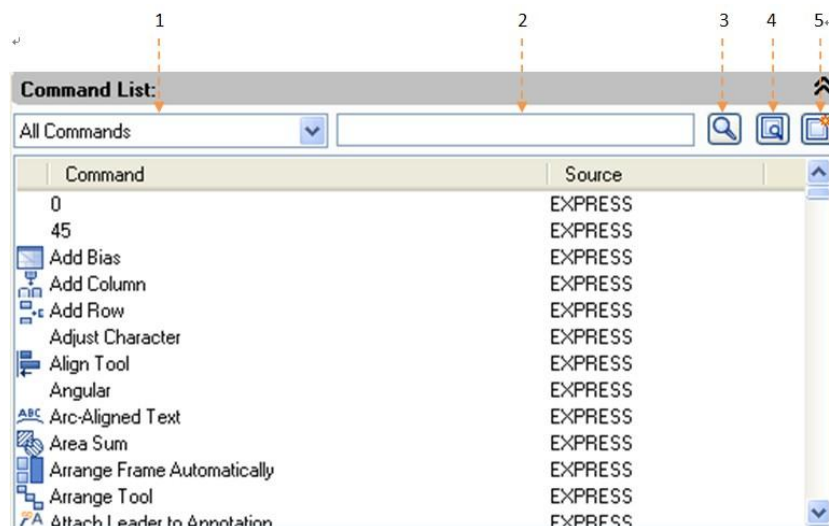 1 2 3 4 5
Command List:
All Commands
Command Source
0 EXPRESS
45 EXPRESS
Add Bias EXPRESS
Add Column EXPRESS
Add Row EXPRESS
Adjust Character EXPRESS
Align Tool EXPRESS
Angular EXPRESS
ABC Arc-Aligned Text EXPRESS
Area Sum EXPRESS
Arrange Frame Automatically EXPRESS
Arrange Tool EXPRESS
Attach Leader to Annotation EXPRESS